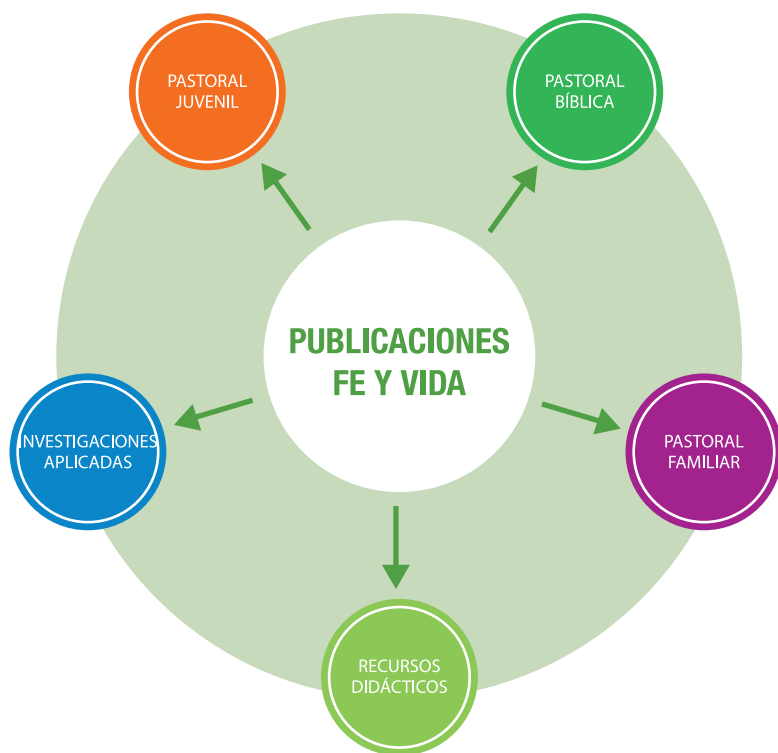 PASTORAL
JUVENIL
PASTORAL
BÍBLICA
PUBLICACIONES
FE Y VIDA
INVESTIGACIONES
APLICADAS
PASTORAL
FAMILIAR
RECURSOS
DIDÁCTICOS